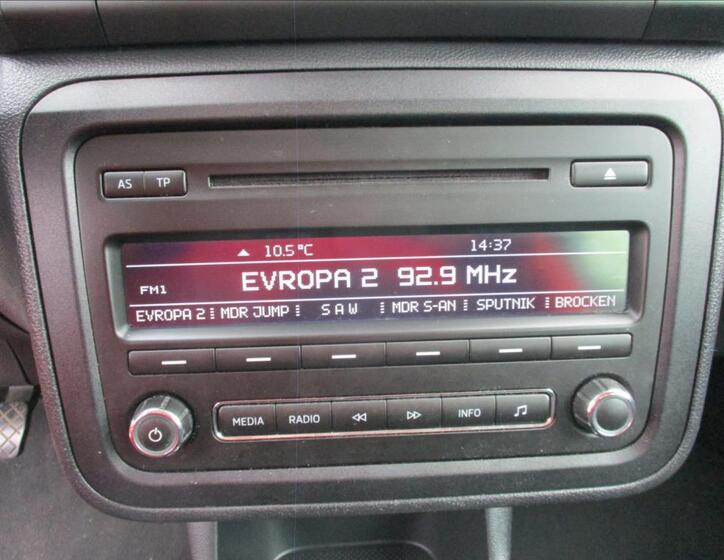 AS TP
10.5°C 14:37
FM1 EVROPA 2 92.9 MHz
EVROPA 2 MDR JUMP S A W MDR S-AN SPUTNIK BROCKEN
MEDIA RADIO INFO